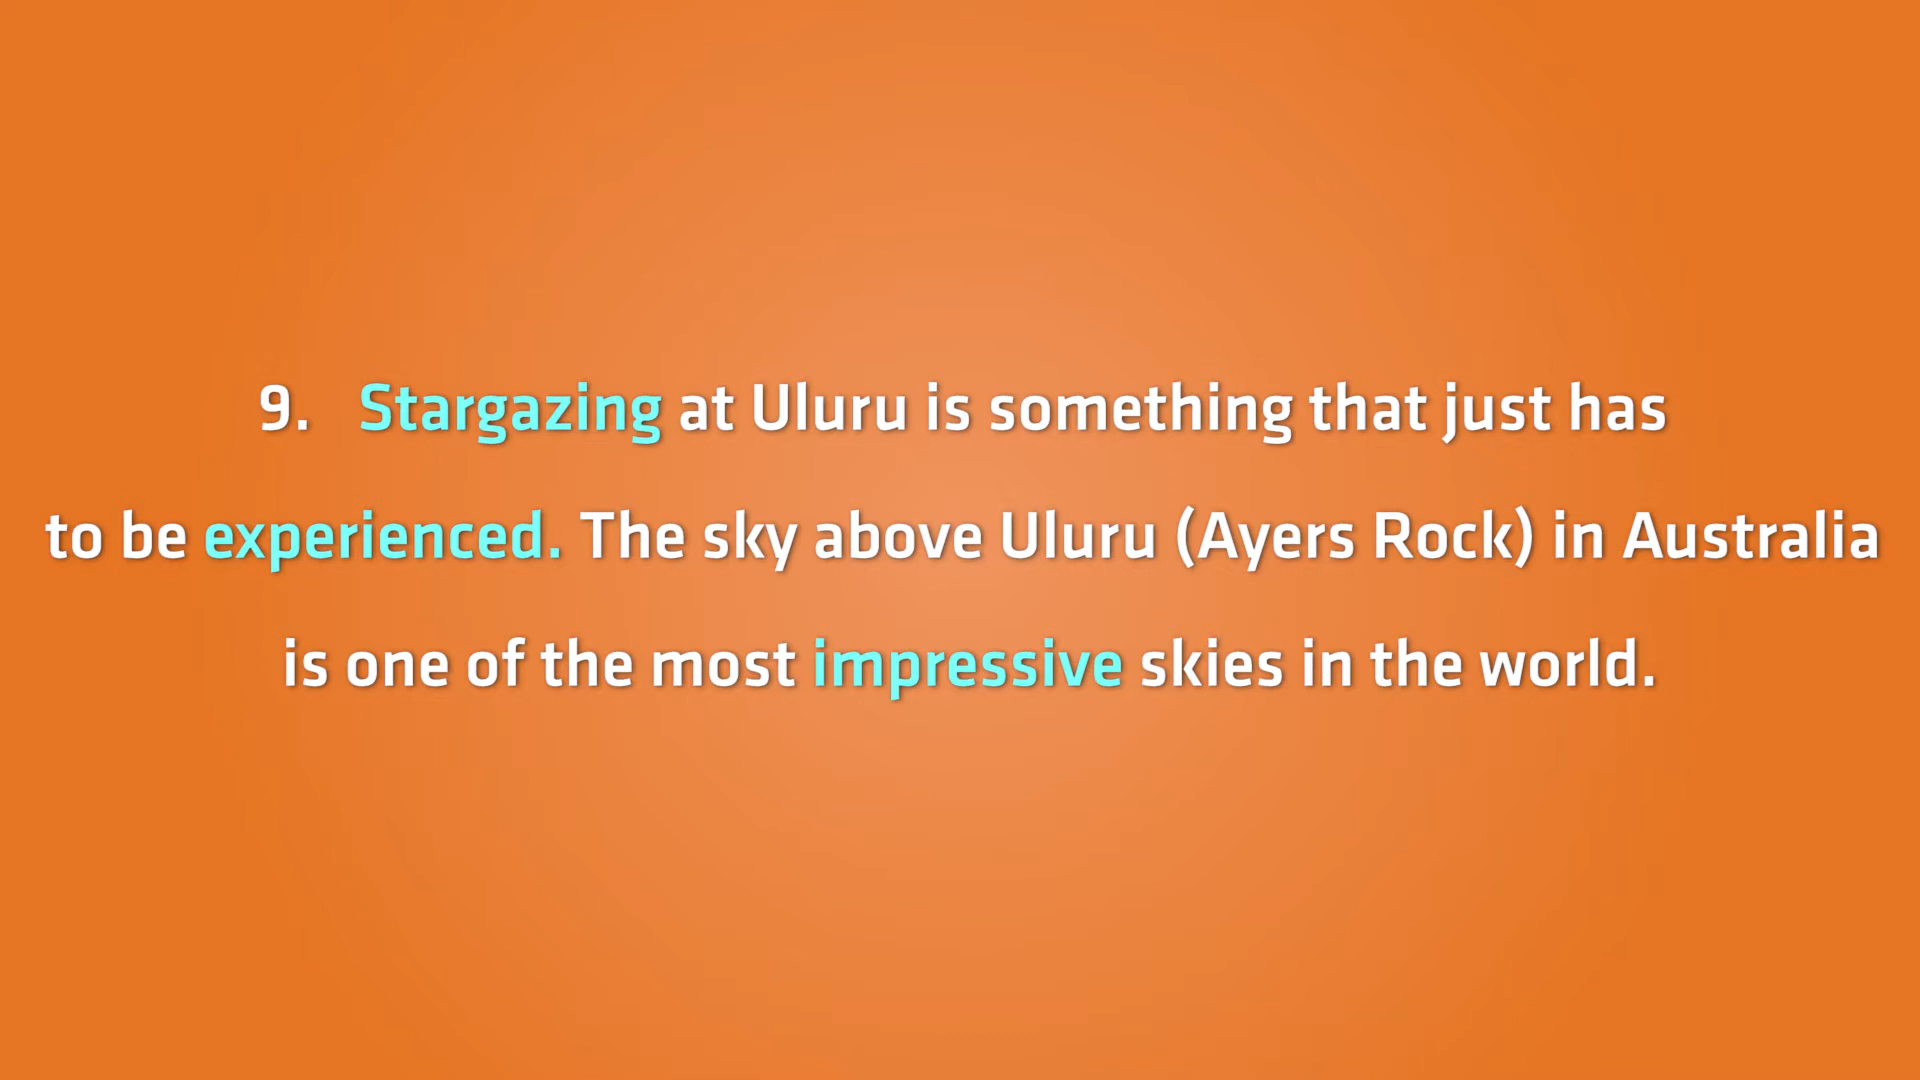 9. Stargazing at Uluru is something that just has
to be experienced. The sky above Uluru (Ayers Rock) in Australia
is one of the most impressive skies in the world.